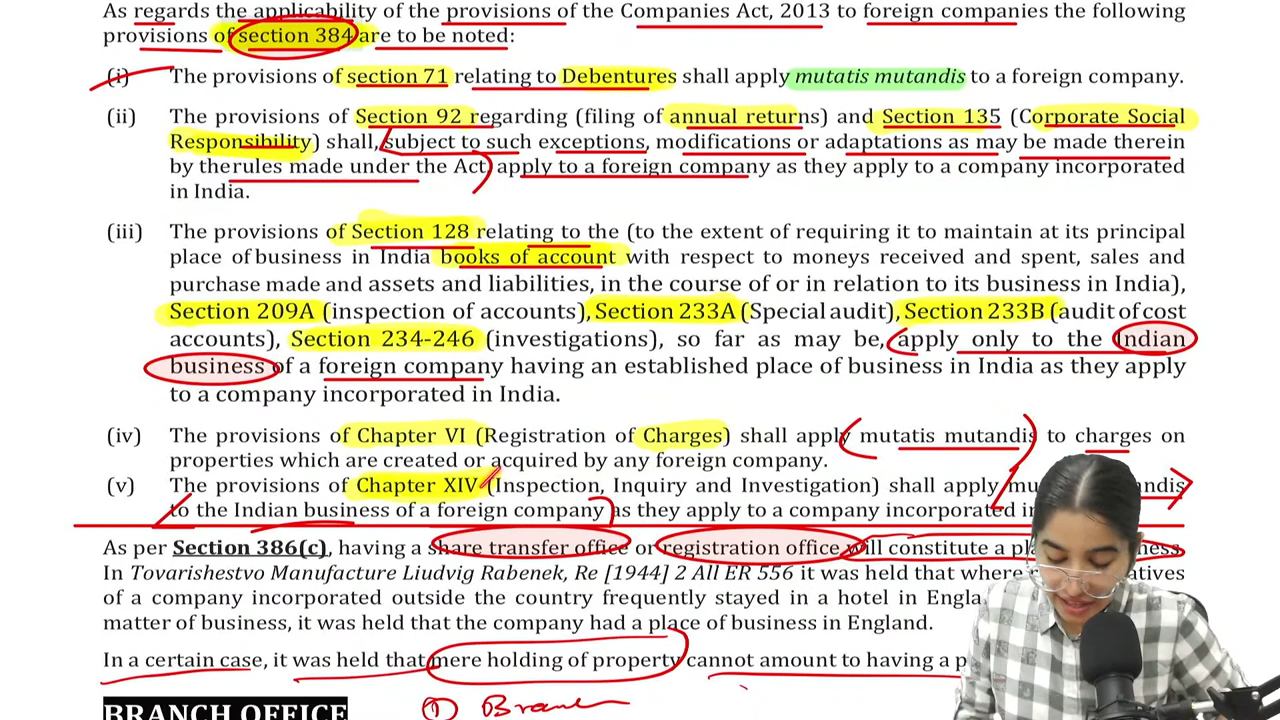 As regards the applicability of the provisions of the Companies Act, 2013 to foreign companies the following
provisions of section 384 are to be noted:
(i) The provisions of section 71 relating to Debentures shall apply mutatis mutandis to a foreign company.
(ii) The provisions of Section 92 regarding (filing of annual returns) and Section 135 (Corporate Social
Responsibility) shall, subject to such exceptions, modifications or adaptations as may be made therein
by therules made under the Act, apply to a foreign company as they apply to a company incorporated
in India.
(iii) The provisions of Section 128 relating to the (to the extent of requiring it to maintain at its principal
place of business in India books of account with respect to moneys received and spent, sales and
purchase made and assets and liabilities, in the course of or in relation to its business in India),
Section 209A (inspection of accounts), Section 233A (Special audit), Section 233B (audit of cost
accounts), Section 234-246 (investigations), so far as may be, apply only to the Indian
business of a foreign company having an established place of business in India as they apply
to a company incorporated in India.
(iv) The provisions of Chapter VI (Registration of Charges) shall apply mutatis mutandis to charges on
properties which are created or acquired by any foreign company.
(v) The provisions of Chapter XIV (Inspection, Inquiry and Investigation) shall apply
to the Indian business of a foreign company as they apply to a company incorporated
As per Section 386(c), having a share transfer office or registration office will constitute a
In Tovarishestvo Manufacture Liudvig Rabenek, Re [1944] 2 All ER 556 it was held that where
of a company incorporated outside the country frequently stayed in a hotel in
matter of business, it was held that the company had a place of business in England.
In a certain case, it was held that mere holding of property cannot amount to having a
BRANCH OFFICE ① Branch